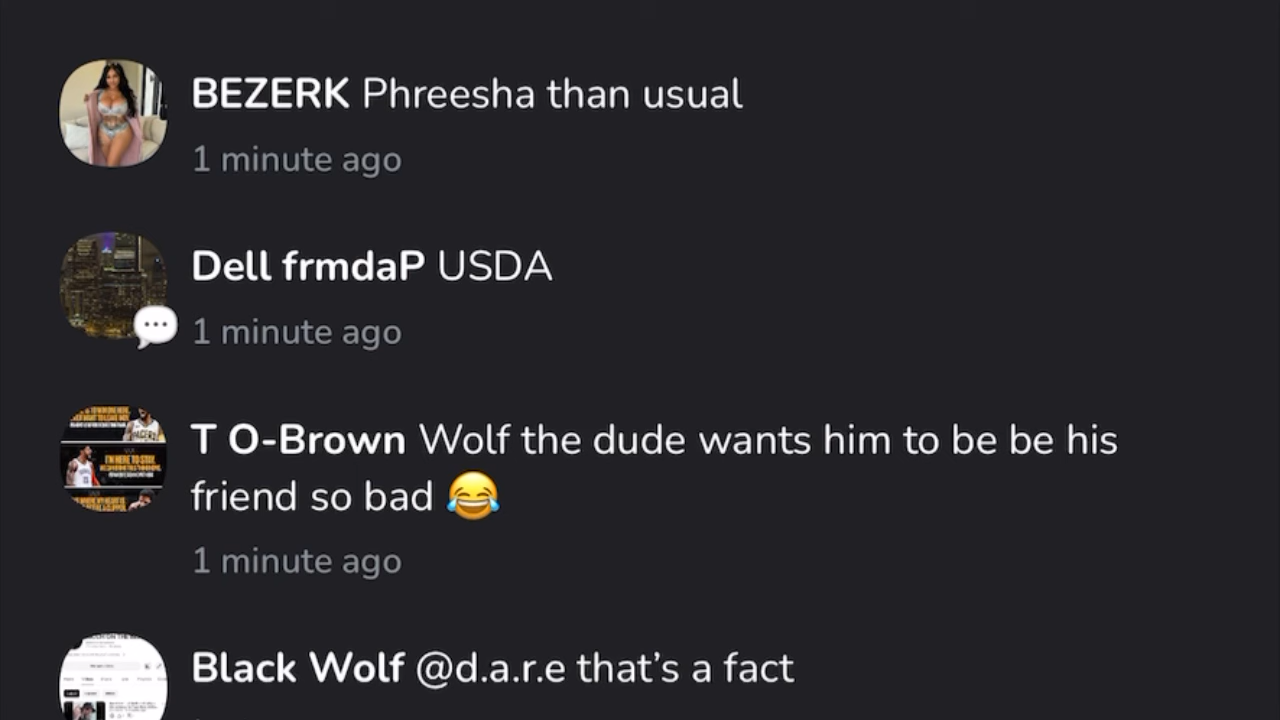 BEZERK Phreesha than usual
1 minute ago
Dell frmdaP USDA
1 minute ago
T O-Brown Wolf the dude wants him to be be his
friend so bad 😂
1 minute ago
Black Wolf @d.a.r.e that’s a fact